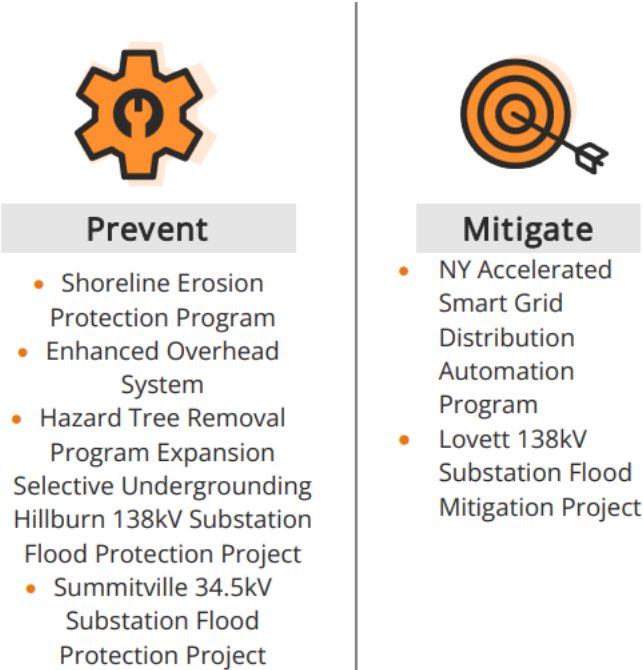 Prevent
• Shoreline Erosion
Protection Program
• Enhanced Overhead
System
• Hazard Tree Removal
Program Expansion
Selective Undergrounding
Hillburn 138kV Substation
Flood Protection Project
• Summitville 34.5kV
Substation Flood
Protection Project
Mitigate
• NY Accelerated
Smart Grid
Distribution
Automation
Program
• Lovett 138kV
Substation Flood
Mitigation Project